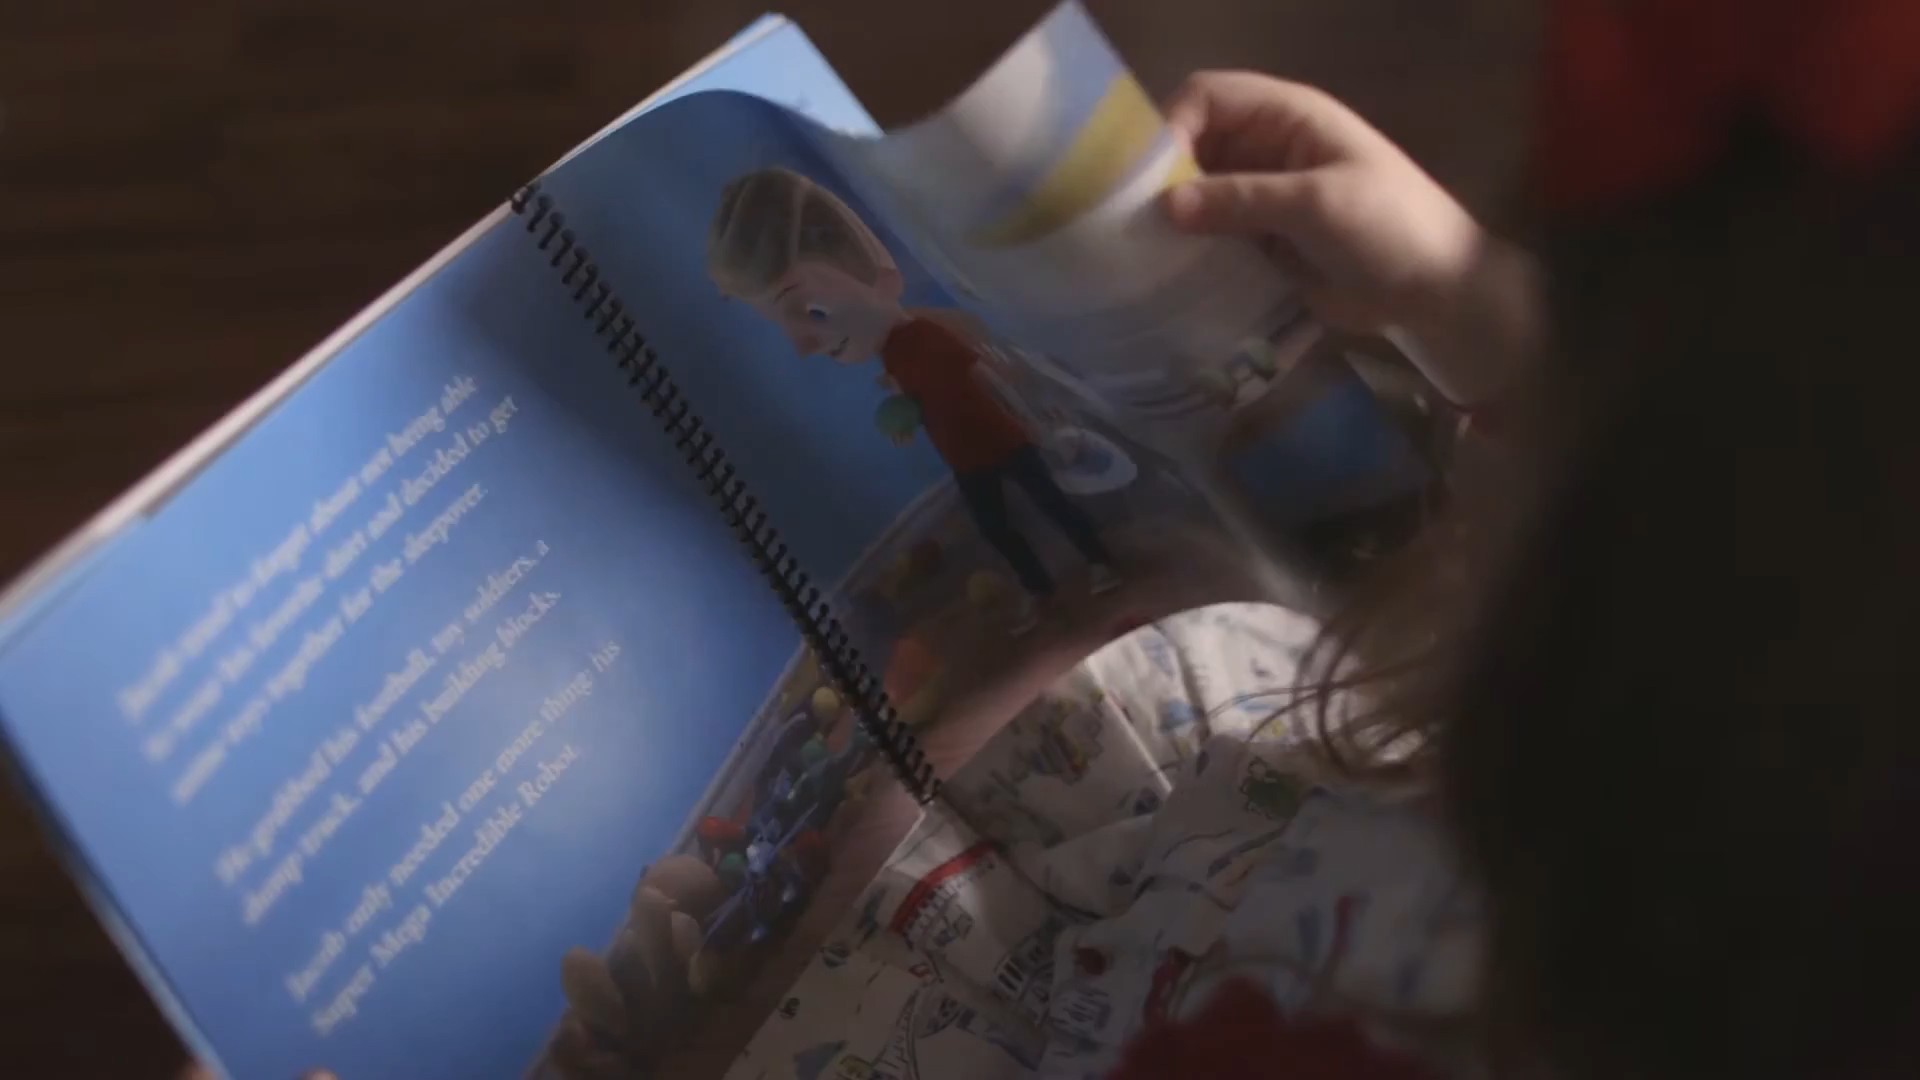 Jacob tried to forget about not being able
to wear his favorite shirt and decided to get
some toys together for the sleepover.
He grabbed his football, toy soldiers, a
dump truck, and his building blocks.
Jacob only needed one more thing: his
Super Mega Incredible Robot.